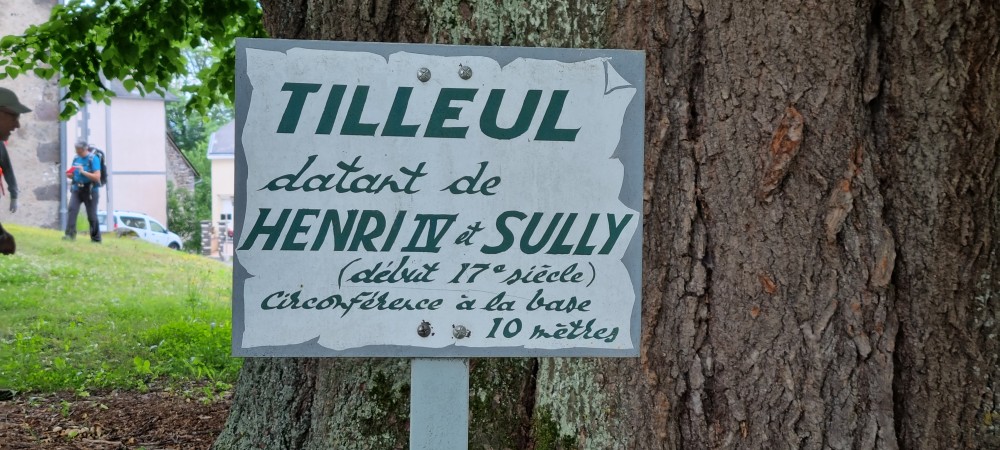 TILLEUL
datant de
HENRI IV et SULLY
(début 17e siècle)
Circonférence à la base
10 mètres